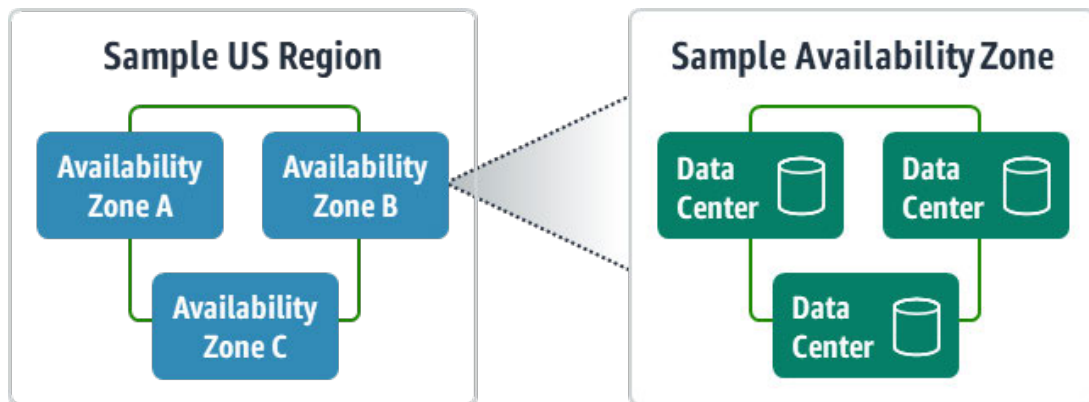 Sample US Region
Availability
Zone A
Availability
Zone B
Availability
Zone C
Sample Availability Zone
Data
Center
Data
Center
Data
Center